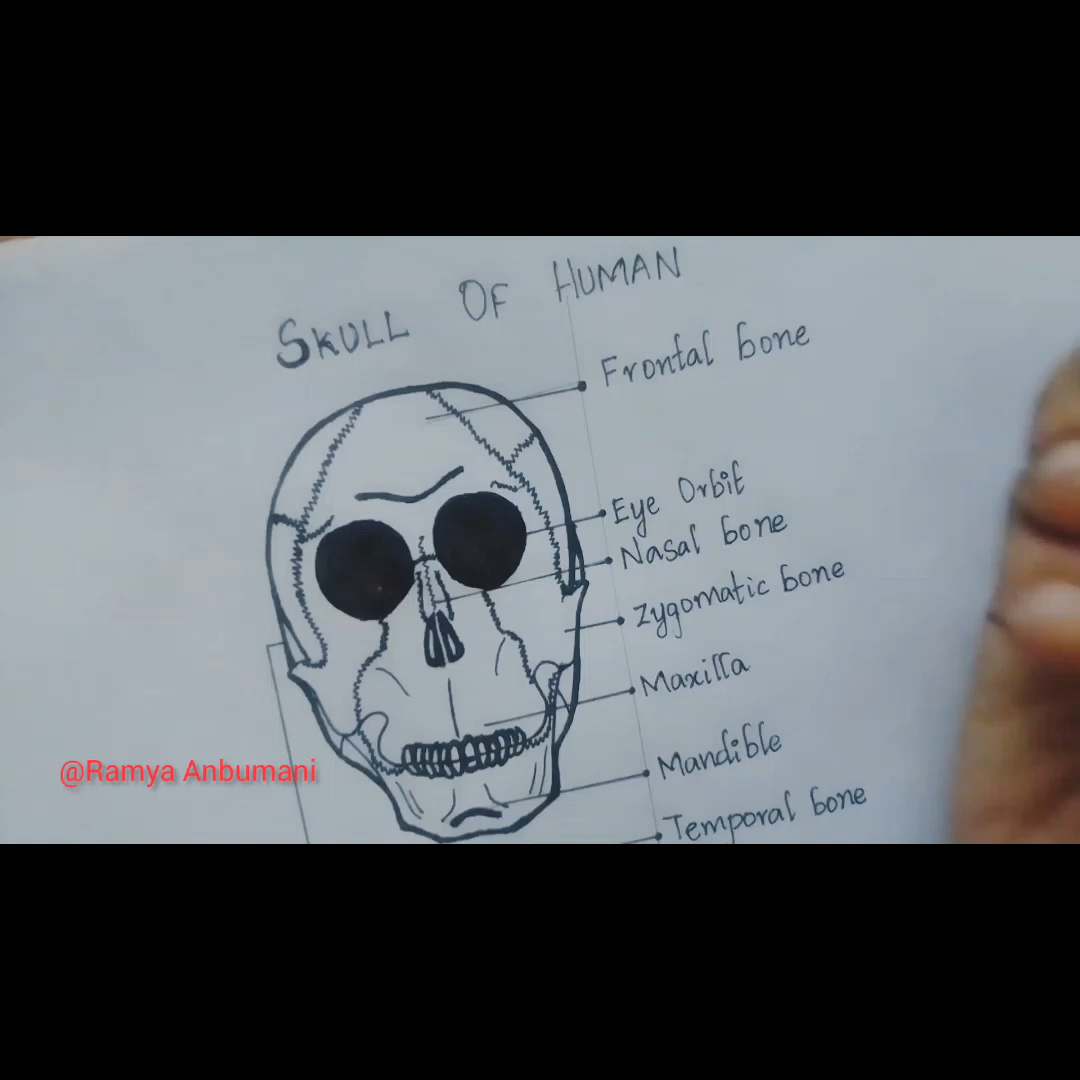 SKULL OF HUMAN
Frontal bone
Eye Orbit
Nasal bone
Zygomatic bone
Maxilla
Mandible
Temporal bone
@Ramya Anbumani